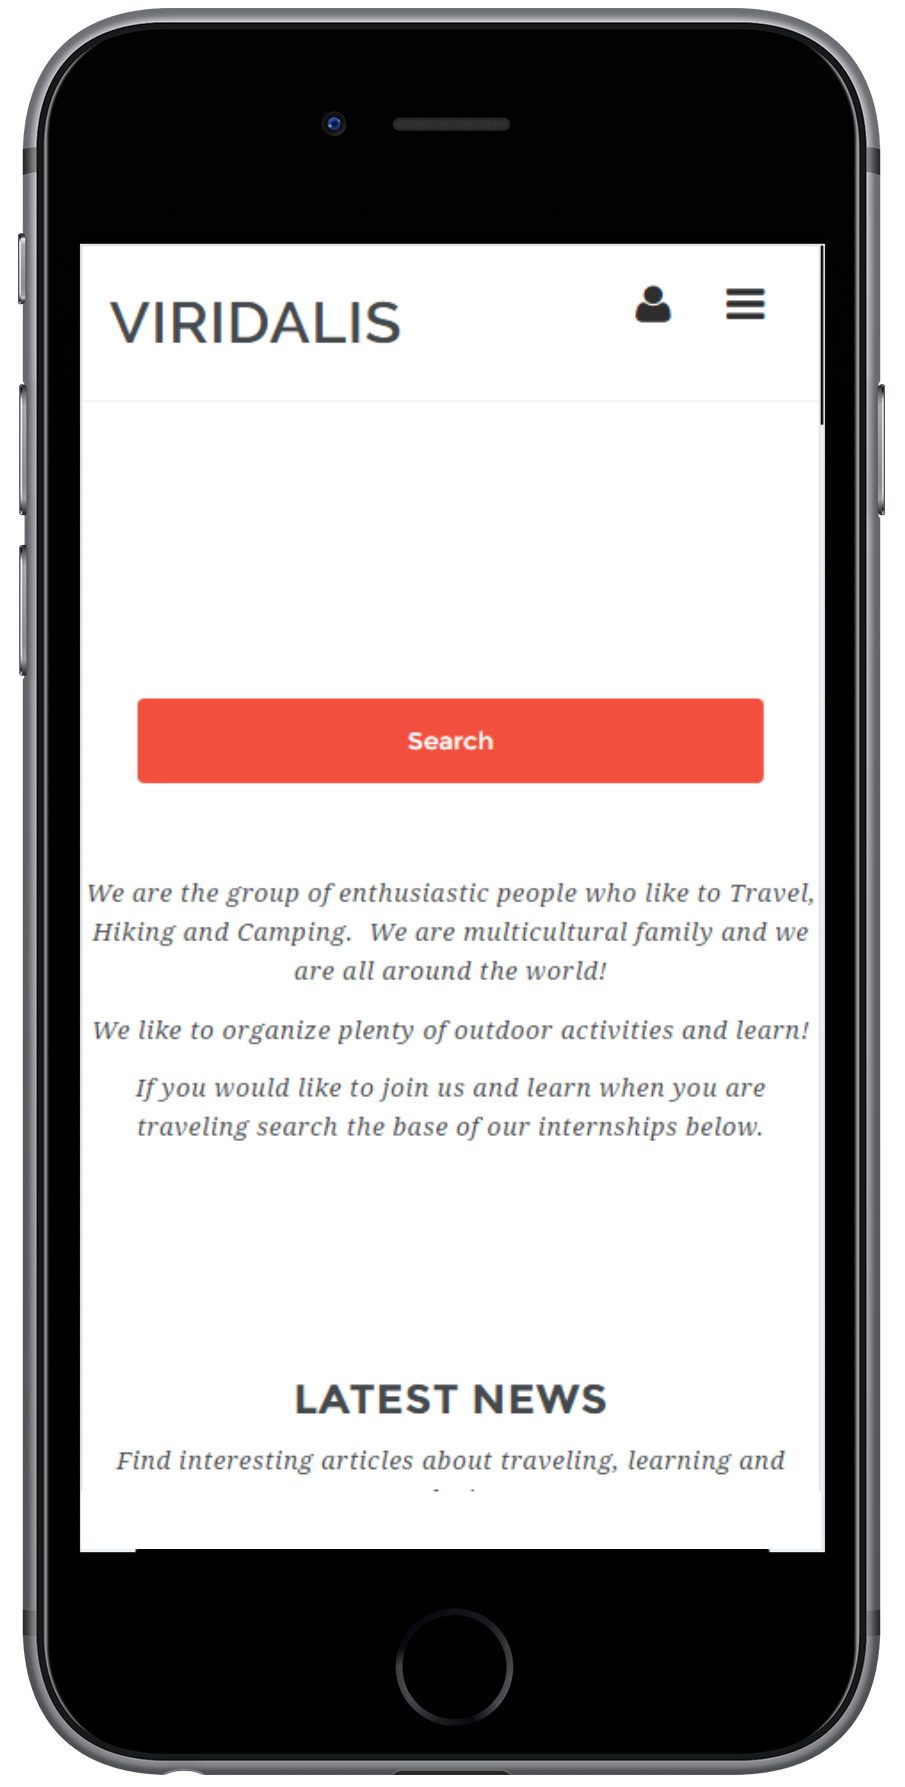 VIRIDALIS
Search
We are the group of enthusiastic people who like to Travel,
Hiking and Camping. We are multicultural family and we
are all around the world!
We like to organize plenty of outdoor activities and learn!
If you would like to join us and learn when you are
traveling search the base of our internships below.
LATEST NEWS
Find interesting articles about traveling, learning and